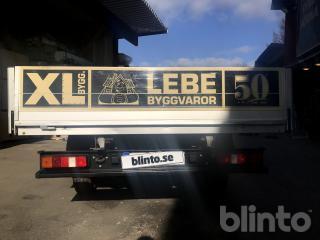 XL BYGG.
LEBE
BYGGVAROR
50
blinto.se
blinto